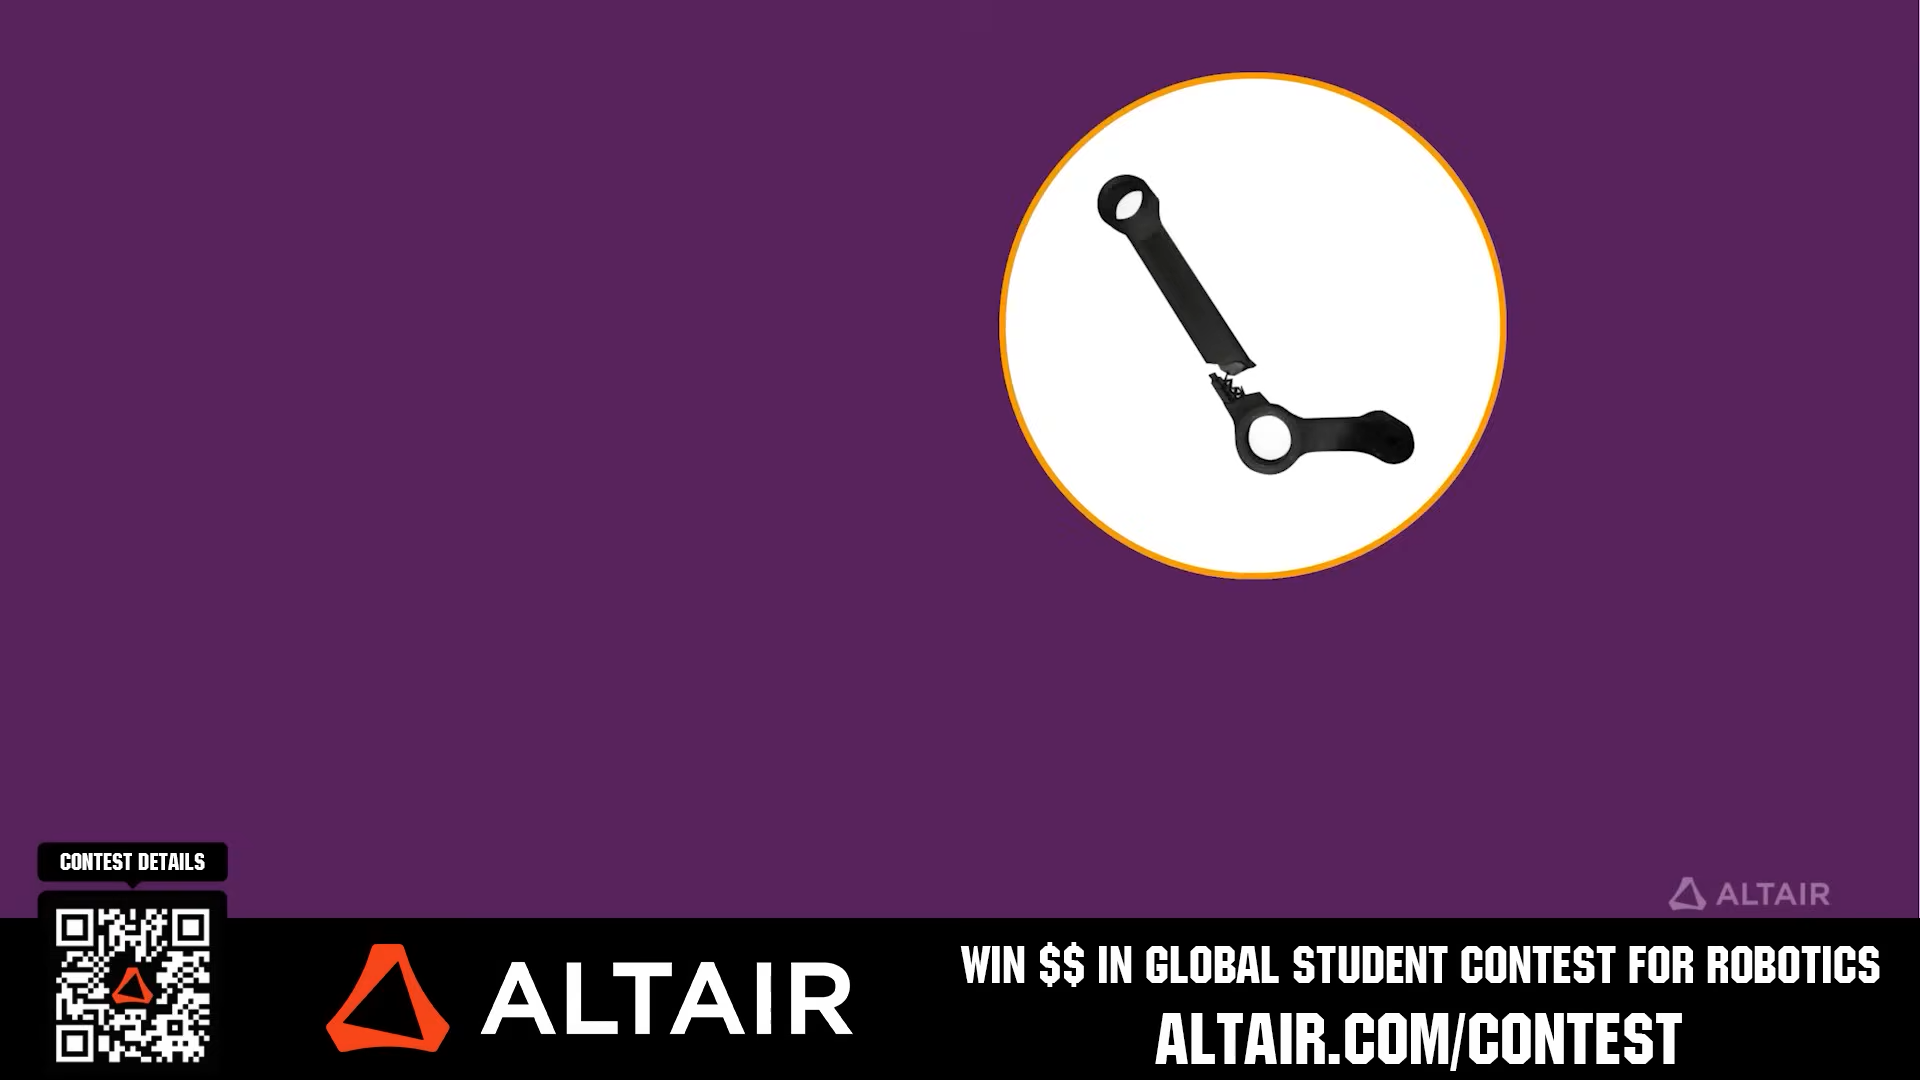 CONTEST DETAILS
ALTAIR
ALTAIR
WIN $$ IN GLOBAL STUDENT CONTEST FOR ROBOTICS
ALTAIR.COM/CONTEST